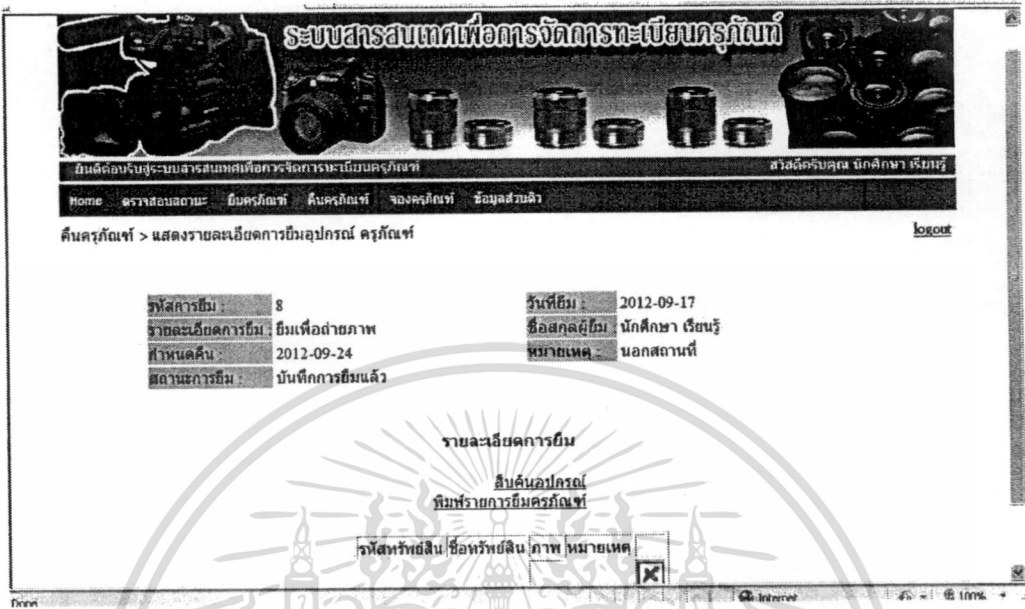 ระบบสารสนเทศเพื่อการจัดการทะเบียนครุภัณฑ์
ยินดีต้อนรับสู่ระบบสารสนเทศเพื่อการจัดการทะเบียนครุภัณฑ์ สวัสดีครับคุณ นักศึกษา เรียนรู้
Home ตรวจสอบสถานะ ยืมครุภัณฑ์ คืนครุภัณฑ์ จองครุภัณฑ์ ข้อมูลส่วนตัว
คืนครุภัณฑ์ > แสดงรายละเอียดการยืมอุปกรณ์ ครุภัณฑ์ logout
รหัสการยืม : 8 วันที่ยืม : 2012-09-17
รายละเอียดการยืม : ยืมเพื่อถ่ายภาพ ชื่อสกุลผู้ยืม : นักศึกษา เรียนรู้
กำหนดคืน : 2012-09-24 หมายเหตุ : นอกสถานที่
สถานะการยืม : บันทึกการยืมแล้ว
รายละเอียดการยืม
สืบค้นอุปกรณ์
พิมพ์รายการยืมครุภัณฑ์
รหัสทรัพย์สิน ชื่อทรัพย์สิน ภาพ หมายเหตุ
Done Internet 100%